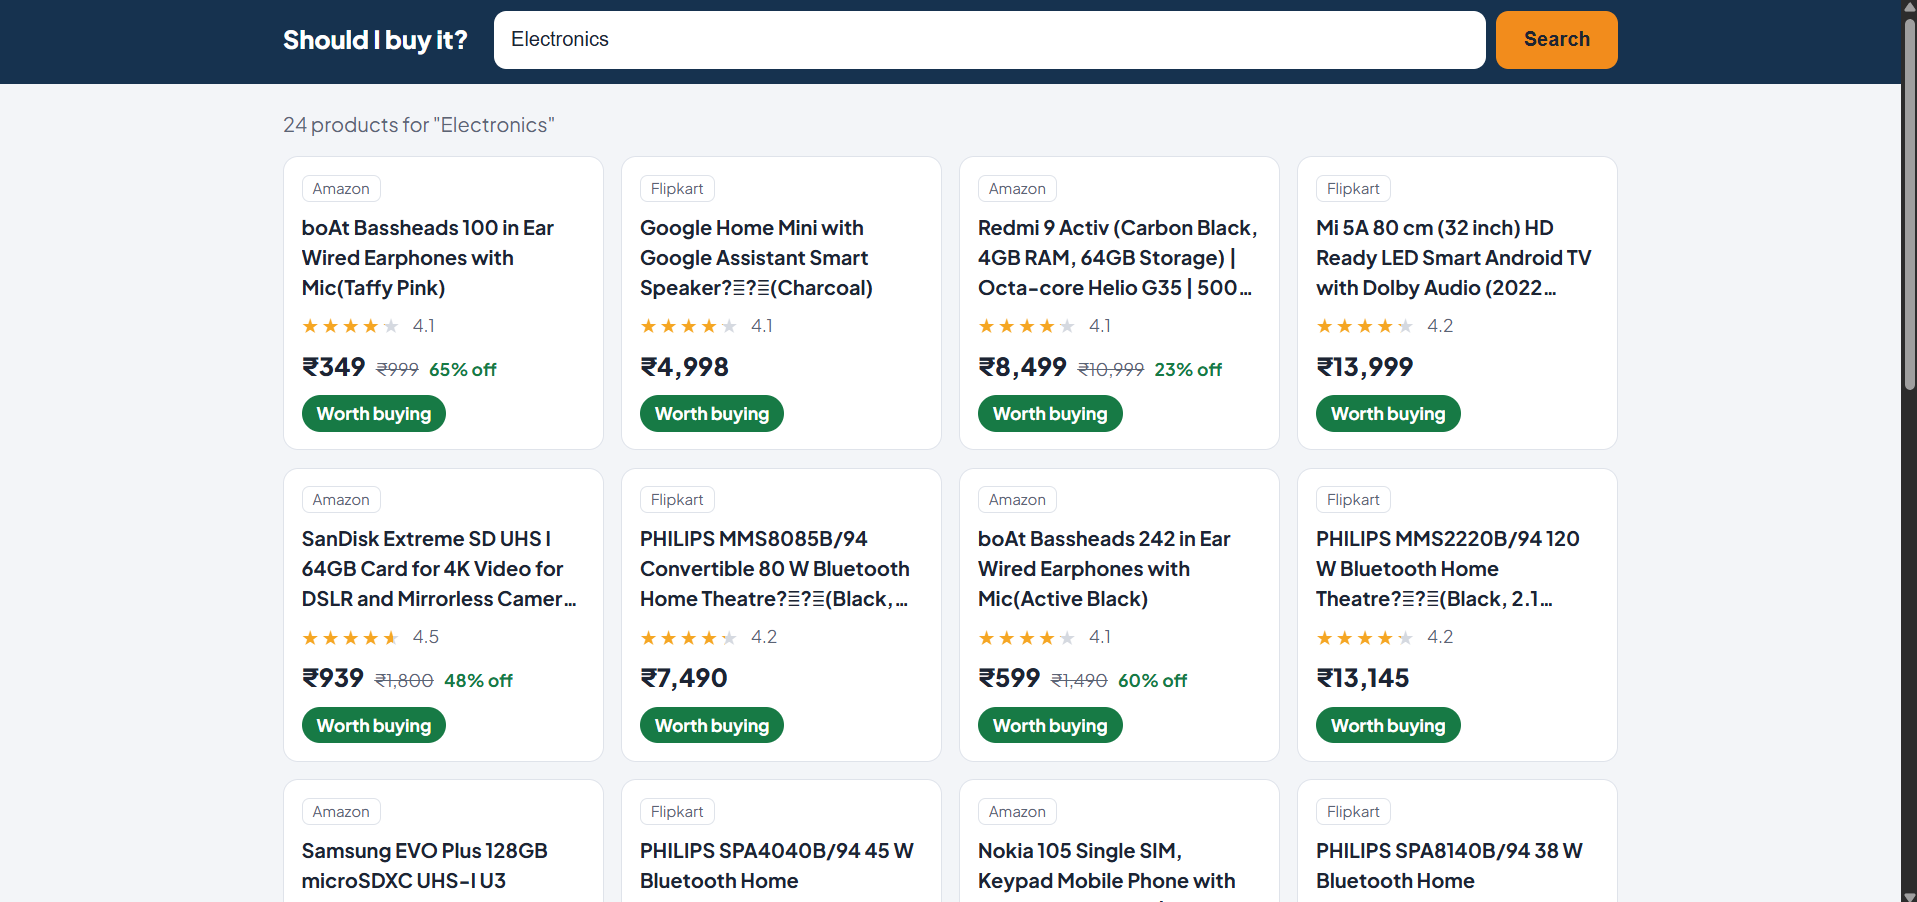 Should I buy it?
Electronics
Search
24 products for "Electronics"
Amazon
boAt Bassheads 100 in Ear
Wired Earphones with
Mic(Taffy Pink)
4.1
₹349 ₹999 65% off
Worth buying
Flipkart
Google Home Mini with
Google Assistant Smart
Speaker?☰?☰(Charcoal)
4.1
₹4,998
Worth buying
Amazon
Redmi 9 Activ (Carbon Black,
4GB RAM, 64GB Storage) |
Octa-core Helio G35 | 500...
4.1
₹8,499 ₹10,999 23% off
Worth buying
Flipkart
Mi 5A 80 cm (32 inch) HD
Ready LED Smart Android TV
with Dolby Audio (2022...
4.2
₹13,999
Worth buying
Amazon
SanDisk Extreme SD UHS I
64GB Card for 4K Video for
DSLR and Mirrorless Camer...
4.5
₹939 ₹1,800 48% off
Worth buying
Flipkart
PHILIPS MMS8085B/94
Convertible 80 W Bluetooth
Home Theatre?☰?☰(Black,...
4.2
₹7,490
Worth buying
Amazon
boAt Bassheads 242 in Ear
Wired Earphones with
Mic(Active Black)
4.1
₹599 ₹1,490 60% off
Worth buying
Flipkart
PHILIPS MMS2220B/94 120
W Bluetooth Home
Theatre?☰?☰(Black, 2.1...
4.2
₹13,145
Worth buying
Amazon
Samsung EVO Plus 128GB
microSDXC UHS-I U3
Flipkart
PHILIPS SPA4040B/94 45 W
Bluetooth Home
Amazon
Nokia 105 Single SIM,
Keypad Mobile Phone with
Flipkart
PHILIPS SPA8140B/94 38 W
Bluetooth Home